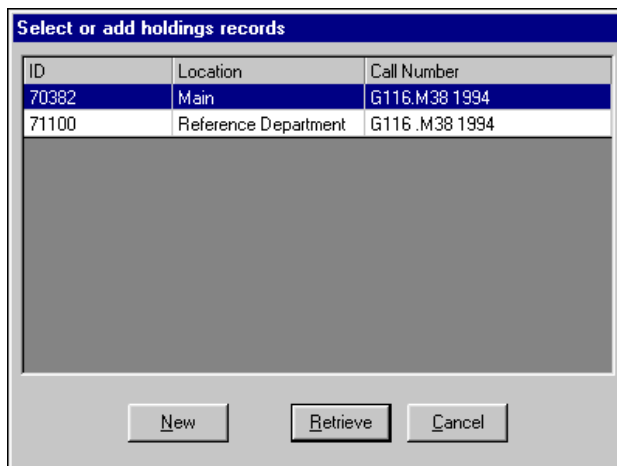 Select or add holdings records
ID Location Call Number
70382 Main G116.M38 1994
71100 Reference Department G116 .M38 1994
New Retrieve Cancel